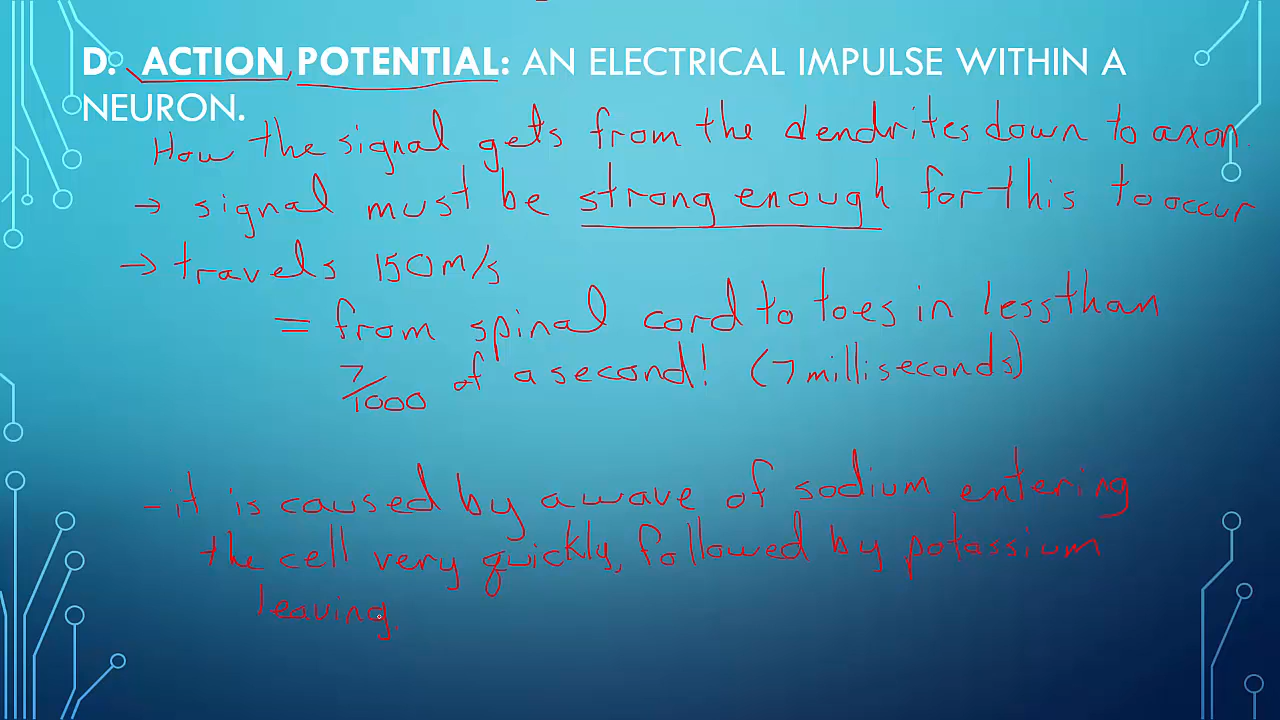 D. ACTION POTENTIAL: AN ELECTRICAL IMPULSE WITHIN A
NEURON.
How the signal gets from the dendrites down to axon.
→ signal must be strong enough for this to occur
→ travels 150m/s
= from spinal cord to toes in less than
7/1000 of a second! (7 milliseconds)
- it is caused by a wave of sodium entering
the cell very quickly, followed by potassium
leaving.